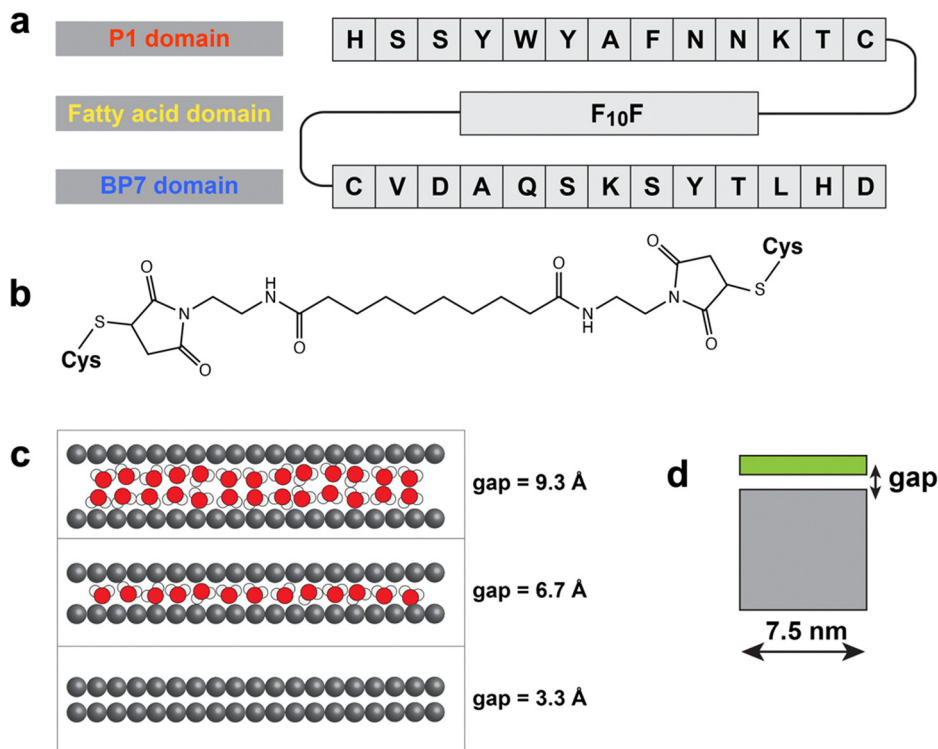 a
P1 domain
H S S Y W Y A F N N K T C
Fatty acid domain
F₁₀F
BP7 domain
C V D A Q S K S Y T L H D
b
O
N
H
N
O
S
Cys
O
O
O
N
H
N
O
O
S
Cys
c
gap = 9.3 Å
gap = 6.7 Å
gap = 3.3 Å
d
gap
7.5 nm